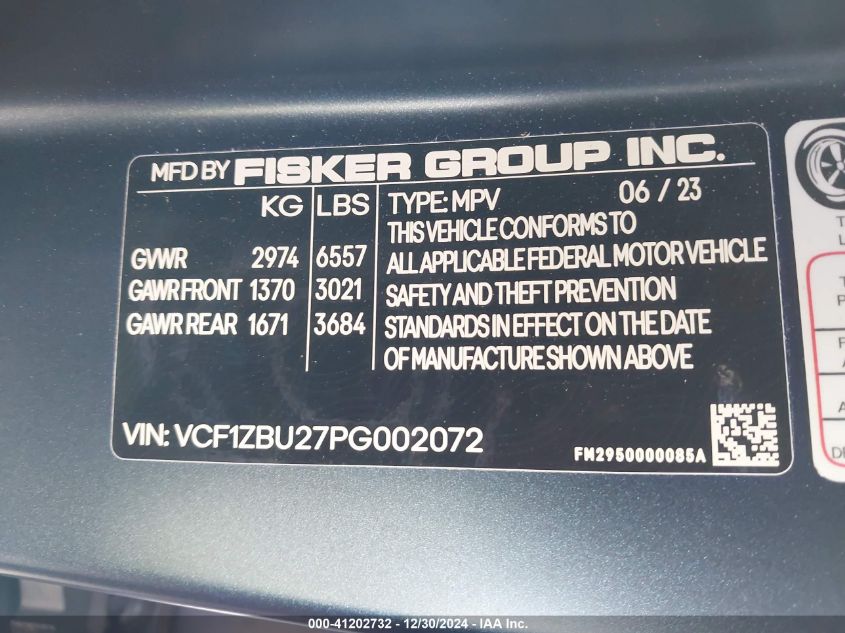 MFD BY FISKER GROUP INC.
KG LBS TYPE: MPV 06 / 23
THIS VEHICLE CONFORMS TO
GVWR 2974 6557 ALL APPLICABLE FEDERAL MOTOR VEHICLE
GAWR FRONT 1370 3021 SAFETY AND THEFT PREVENTION
GAWR REAR 1671 3684 STANDARDS IN EFFECT ON THE DATE
OF MANUFACTURE SHOWN ABOVE
VIN: VCF1ZBU27PG002072
FM2950000085A
000-41202732 - 12/30/2024 - IAA Inc.